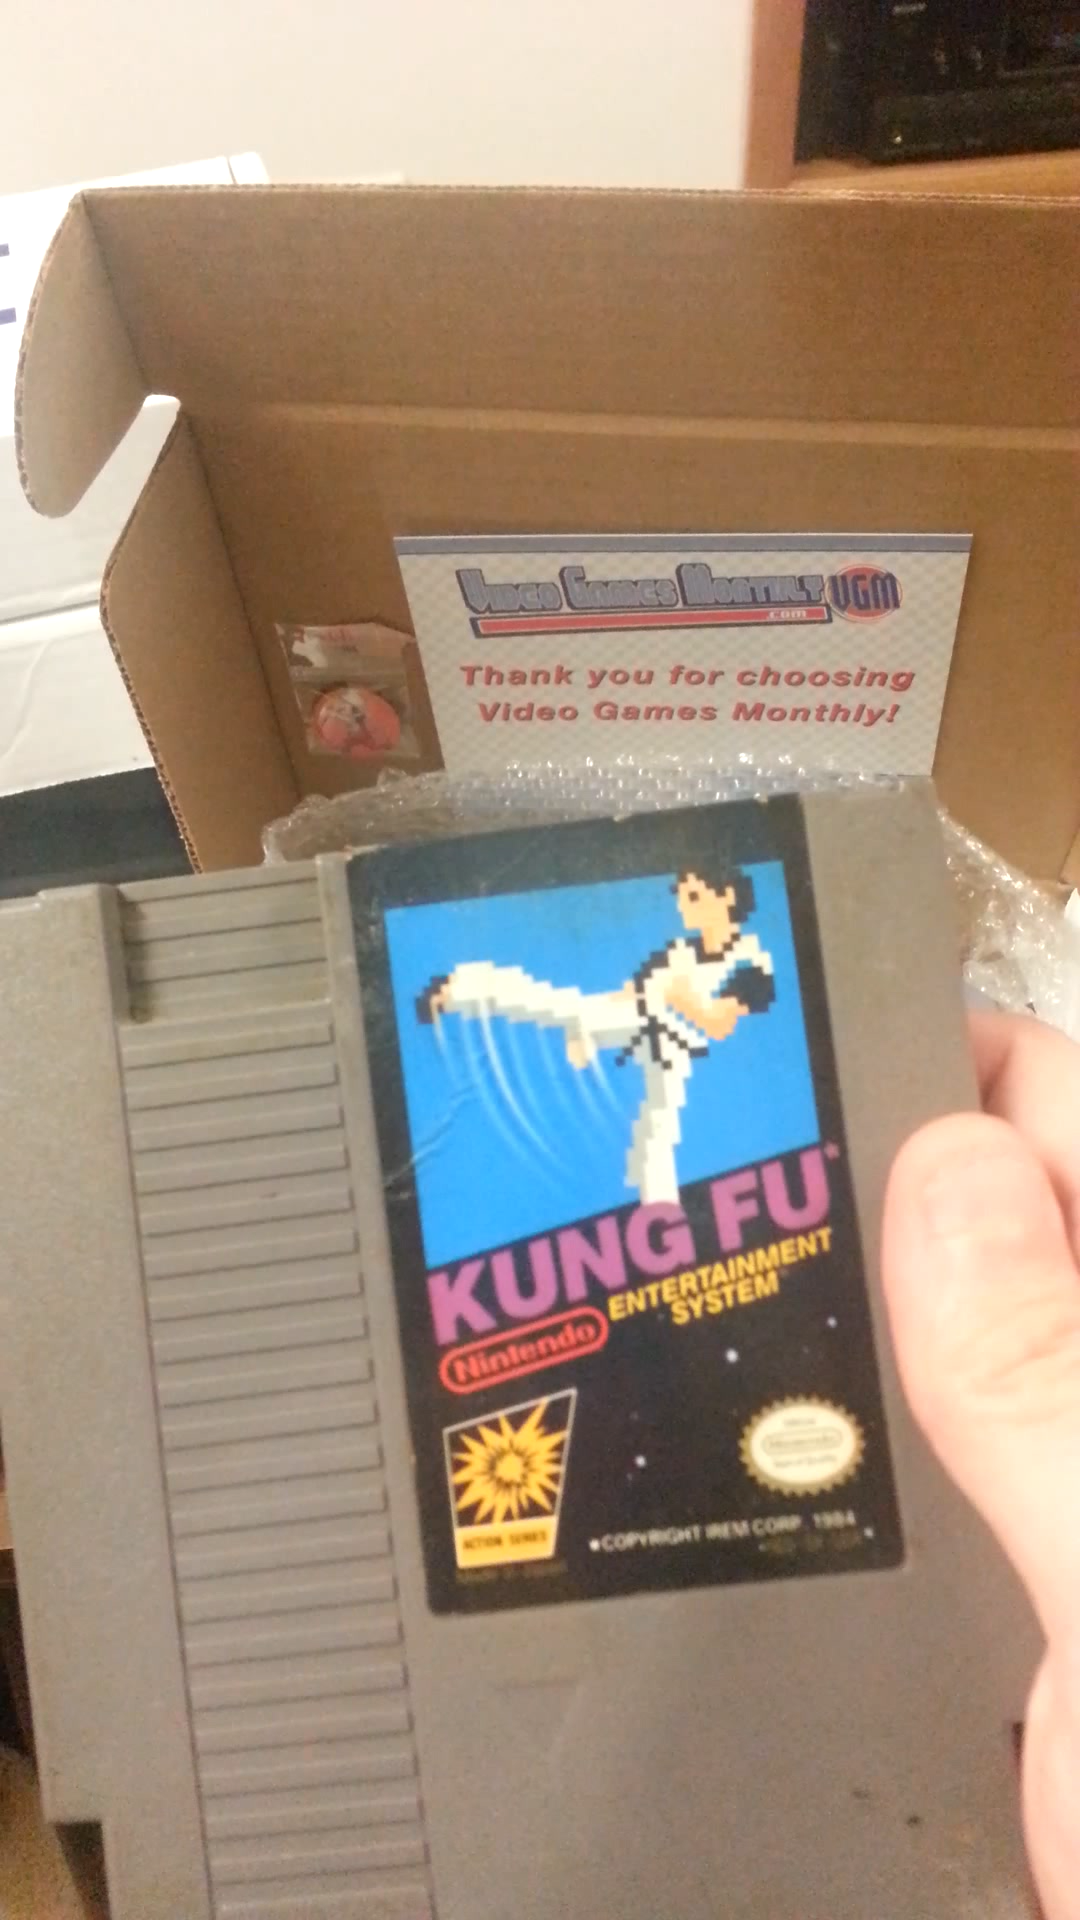 VIDEO GAMES MONTHLY VGM
.com
Thank you for choosing
Video Games Monthly!
KUNG FU*
Nintendo
ENTERTAINMENT
SYSTEM
ACTION SERIES
*COPYRIGHT IREM CORP. 1984